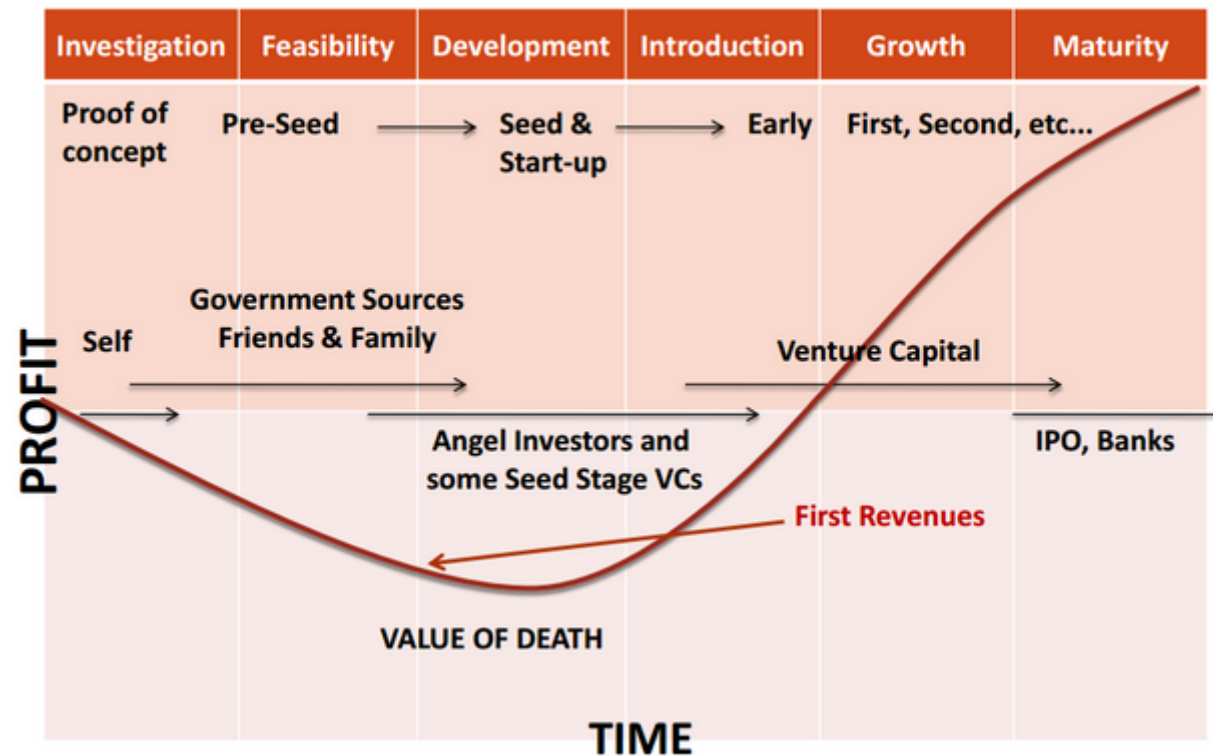 Investigation Feasibility Development Introduction Growth Maturity
Proof of
concept
Pre-Seed
Seed &
Start-up
Early
First, Second, etc...
Self
Government Sources
Friends & Family
Venture Capital
PROFIT
Angel Investors and
some Seed Stage VCs
IPO, Banks
First Revenues
VALUE OF DEATH
TIME